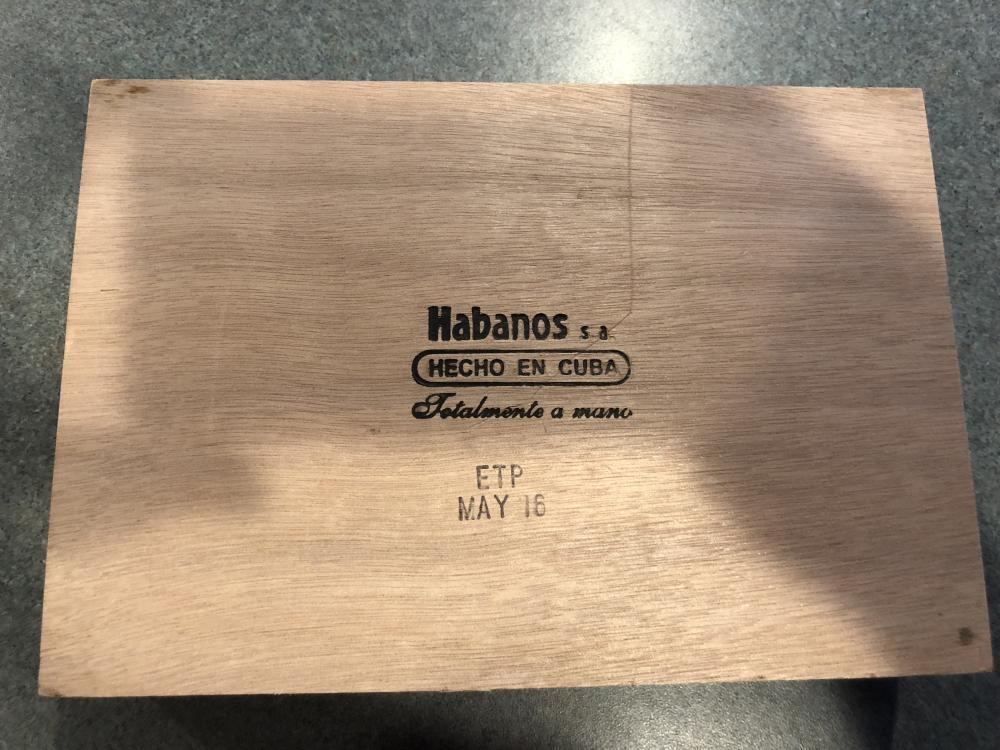 Habanos s.a.
HECHO EN CUBA
Totalmente a mano
ETP
MAY 16